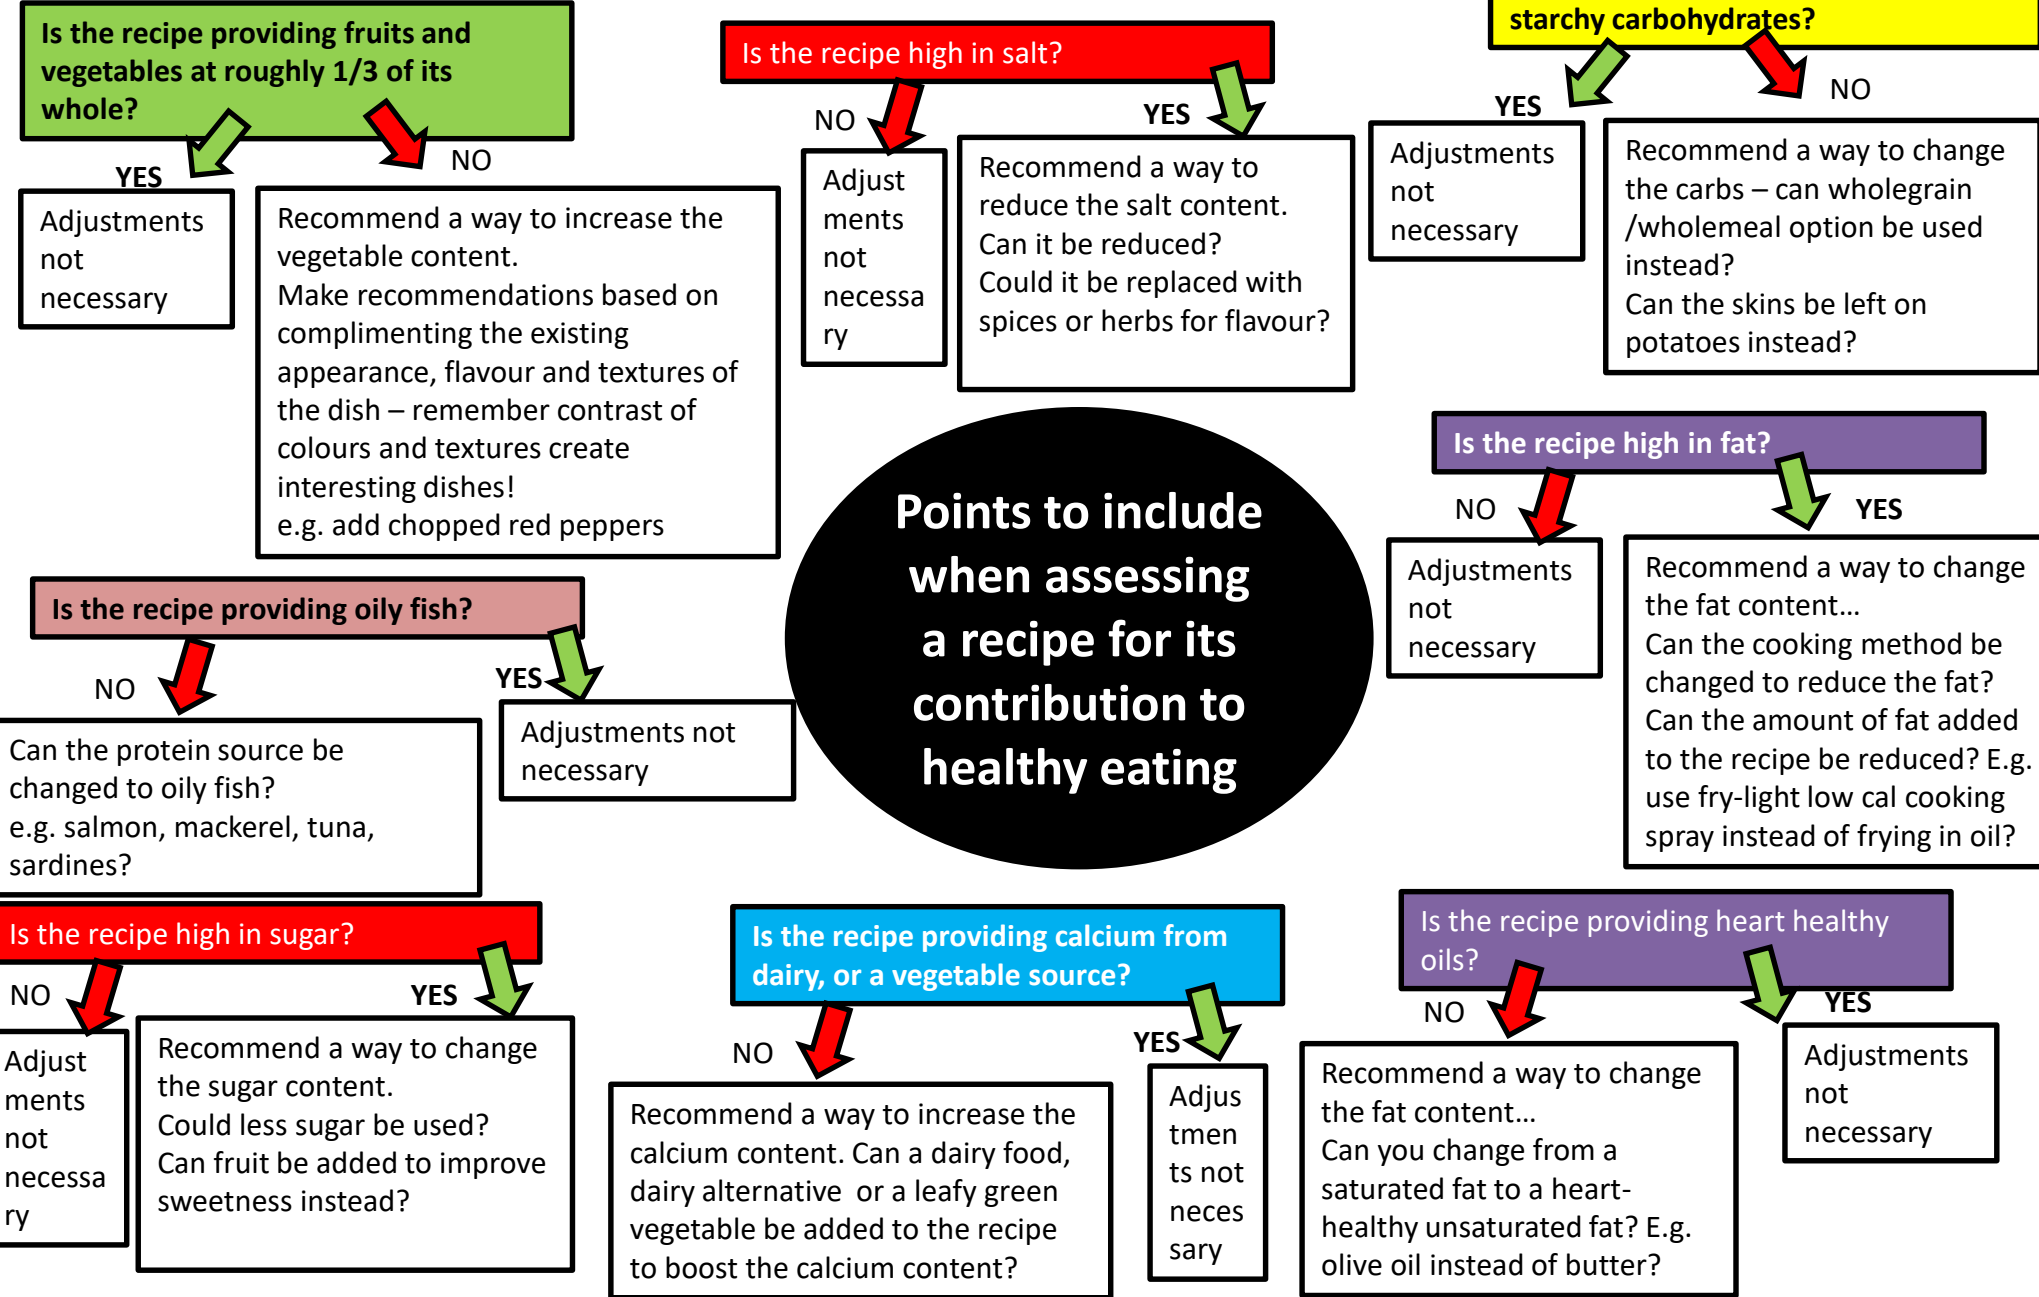 Is the recipe providing fruits and
vegetables at roughly 1/3 of its
whole?
YES
NO
Adjustments
not
necessary
Recommend a way to increase the
vegetable content.
Make recommendations based on
complimenting the existing
appearance, flavour and textures of
the dish – remember contrast of
colours and textures create
interesting dishes!
e.g. add chopped red peppers
Is the recipe high in salt?
NO
YES
Adjust
ments
not
necessa
ry
Recommend a way to
reduce the salt content.
Can it be reduced?
Could it be replaced with
spices or herbs for flavour?
starchy carbohydrates?
YES
NO
Adjustments
not
necessary
Recommend a way to change
the carbs – can wholegrain
/wholemeal option be used
instead?
Can the skins be left on
potatoes instead?
Points to include
when assessing
a recipe for its
contribution to
healthy eating
Is the recipe high in fat?
NO
YES
Adjustments
not
necessary
Recommend a way to change
the fat content...
Can the cooking method be
changed to reduce the fat?
Can the amount of fat added
to the recipe be reduced? E.g.
use fry-light low cal cooking
spray instead of frying in oil?
Is the recipe providing oily fish?
NO
YES
Can the protein source be
changed to oily fish?
e.g. salmon, mackerel, tuna,
sardines?
Adjustments not
necessary
Is the recipe high in sugar?
NO
YES
Adjust
ments
not
necessa
ry
Recommend a way to change
the sugar content.
Could less sugar be used?
Can fruit be added to improve
sweetness instead?
Is the recipe providing calcium from
dairy, or a vegetable source?
NO
YES
Recommend a way to increase the
calcium content. Can a dairy food,
dairy alternative or a leafy green
vegetable be added to the recipe
to boost the calcium content?
Adjus
tmen
ts not
neces
sary
Is the recipe providing heart healthy
oils?
NO
YES
Recommend a way to change
the fat content...
Can you change from a
saturated fat to a heart-
healthy unsaturated fat? E.g.
olive oil instead of butter?
Adjustments
not
necessary